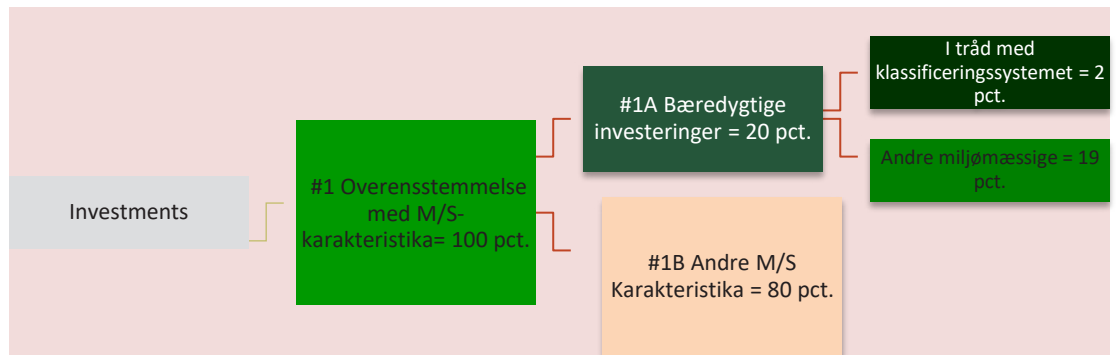 Investments
#1 Overensstemmelse
med M/S-
karakteristika= 100 pct.
#1A Bæredygtige
investeringer = 20 pct.
#1B Andre M/S
Karakteristika = 80 pct.
I tråd med
klassificeringssystemet = 2
pct.
Andre miljømæssige = 19
pct.